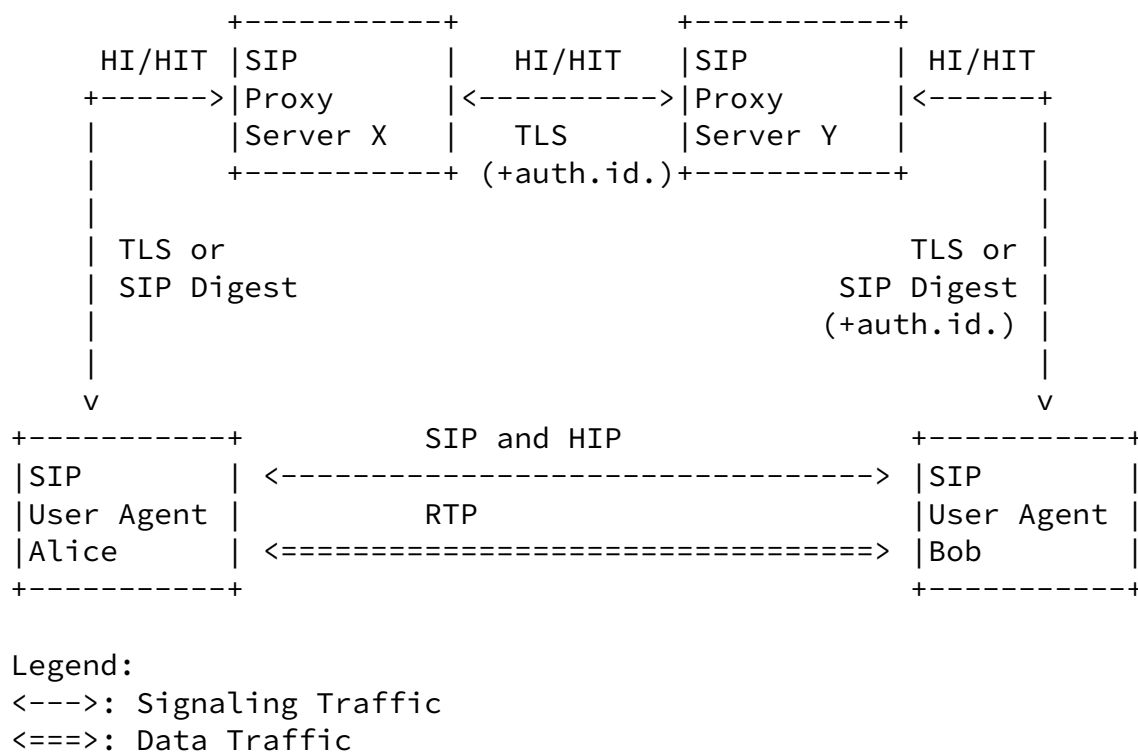 +-----------+            +-----------+
     HI/HIT |SIP        |   HI/HIT   |SIP        | HI/HIT
    +------>|Proxy      |<---------->|Proxy      |<------+
    |       |Server X   |   TLS      |Server Y   |       |
    |       +-----------+ (+auth.id.)+-----------+       |
    |                                                    |
    | TLS or                                      TLS or |
    | SIP Digest                              SIP Digest |
    |                                        (+auth.id.) |
    |                                                    |
    v                                                    v
+-----------+          SIP and HIP                +-----------+
|SIP        | <---------------------------------> |SIP        |
|User Agent |          RTP                        |User Agent |
|Alice      | <=================================> |Bob        |
+-----------+                                     +-----------+
Legend:
<--->: Signaling Traffic
<===>: Data Traffic